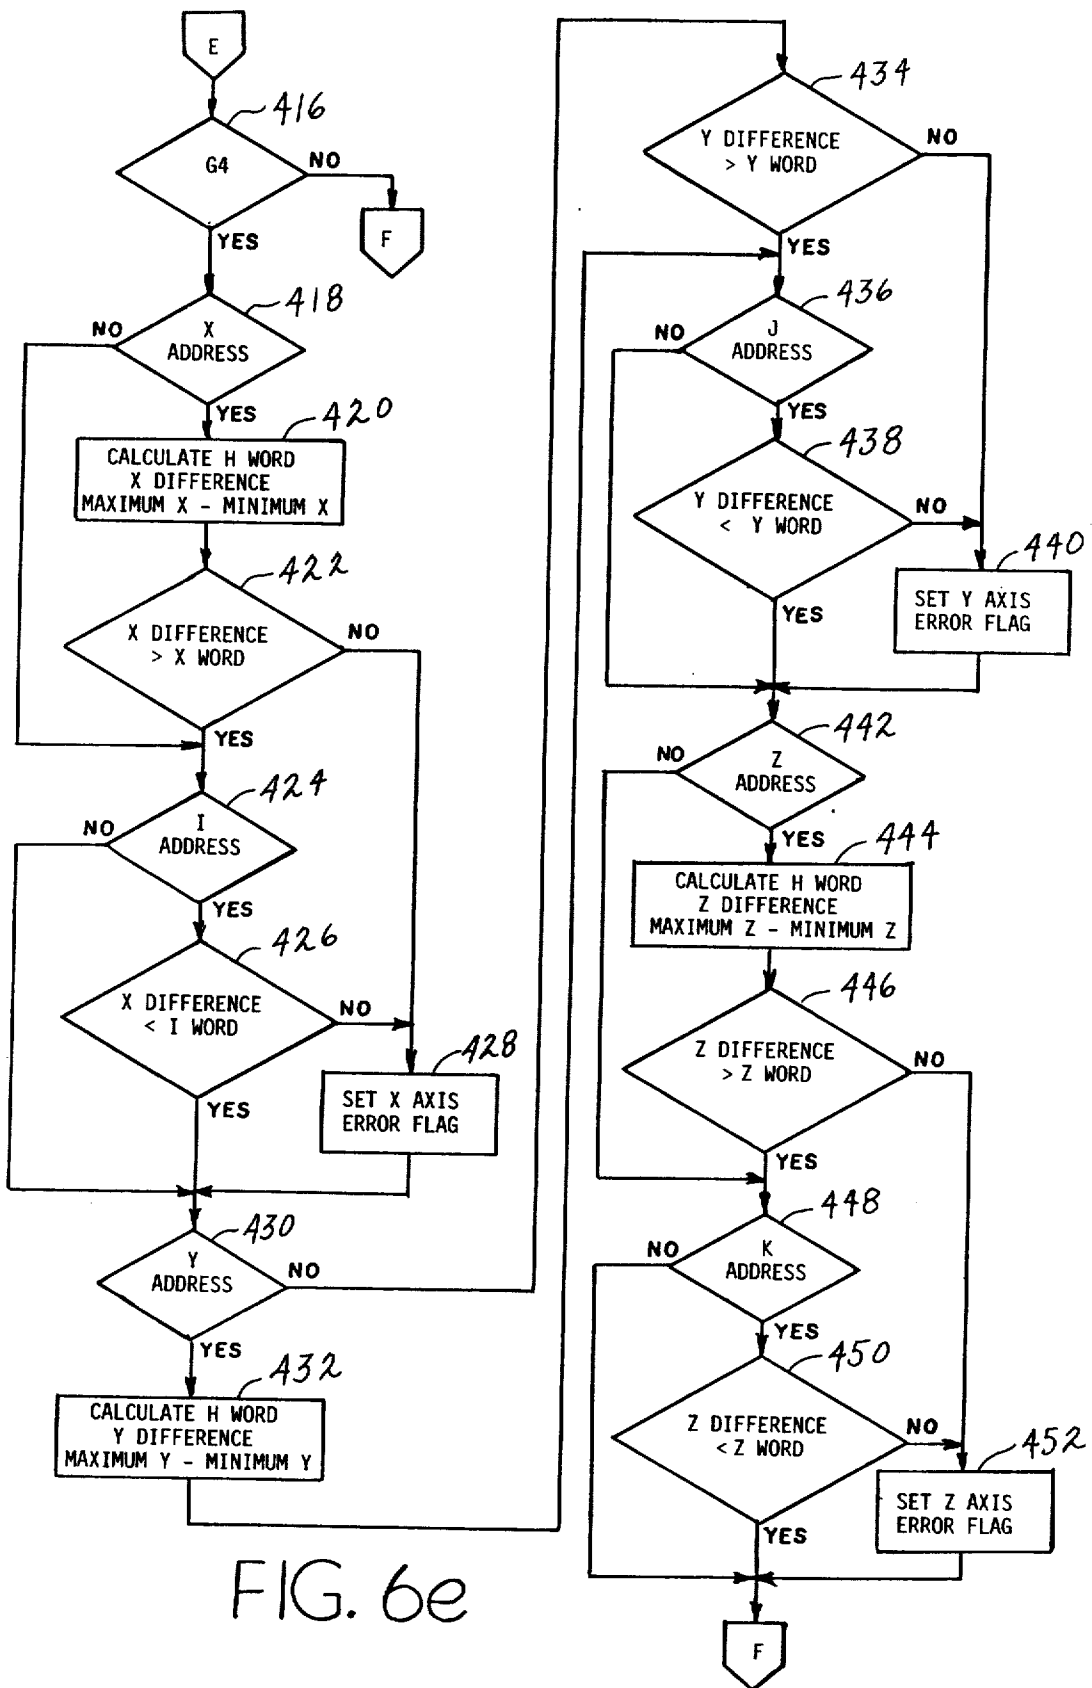 E
416
G4
NO
F
YES
418
NO
X
ADDRESS
YES
420
CALCULATE H WORD
X DIFFERENCE
MAXIMUM X - MINIMUM X
422
X DIFFERENCE
> X WORD
NO
YES
424
NO
I
ADDRESS
YES
426
X DIFFERENCE
< I WORD
NO
428
SET X AXIS
ERROR FLAG
YES
430
Y
ADDRESS
NO
YES
432
CALCULATE H WORD
Y DIFFERENCE
MAXIMUM Y - MINIMUM Y
434
Y DIFFERENCE
> Y WORD
NO
YES
436
NO
J
ADDRESS
YES
438
Y DIFFERENCE
< Y WORD
NO
440
SET Y AXIS
ERROR FLAG
YES
442
NO
Z
ADDRESS
YES
444
CALCULATE H WORD
Z DIFFERENCE
MAXIMUM Z - MINIMUM Z
446
Z DIFFERENCE
> Z WORD
NO
YES
448
NO
K
ADDRESS
YES
450
Z DIFFERENCE
< Z WORD
NO
452
SET Z AXIS
ERROR FLAG
YES
F
FIG. 6e